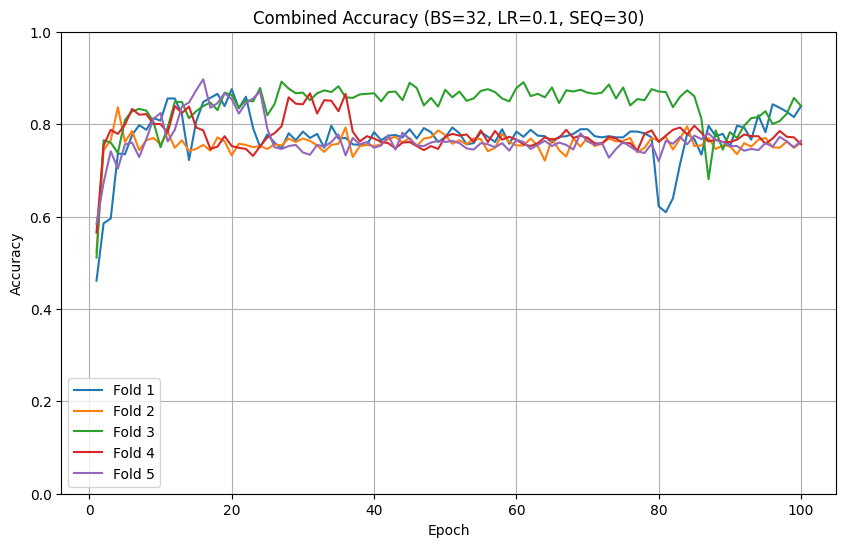 Combined Accuracy (BS=32, LR=0.1, SEQ=30)
1.0
0.8
0.6
0.4
0.2
0.0
Accuracy
Fold 1
Fold 2
Fold 3
Fold 4
Fold 5
0 20 40 60 80 100
Epoch